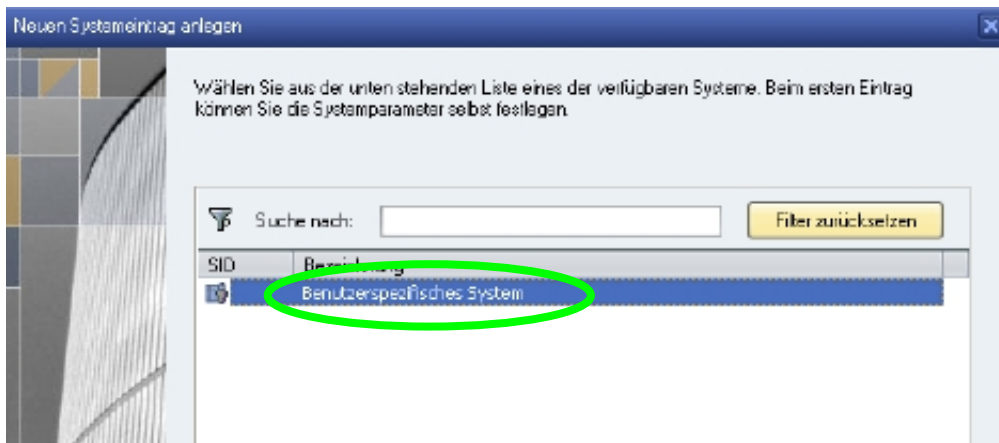 Neuen Systemeintrag anlegen
Wählen Sie aus der unten stehenden Liste eines der verfügbaren Systeme. Beim ersten Eintrag
können Sie die Systemparameter selbst festlegen.
Suche nach:
Filter zurücksetzen
SID Bezeichnung
Benutzerspezifisches System